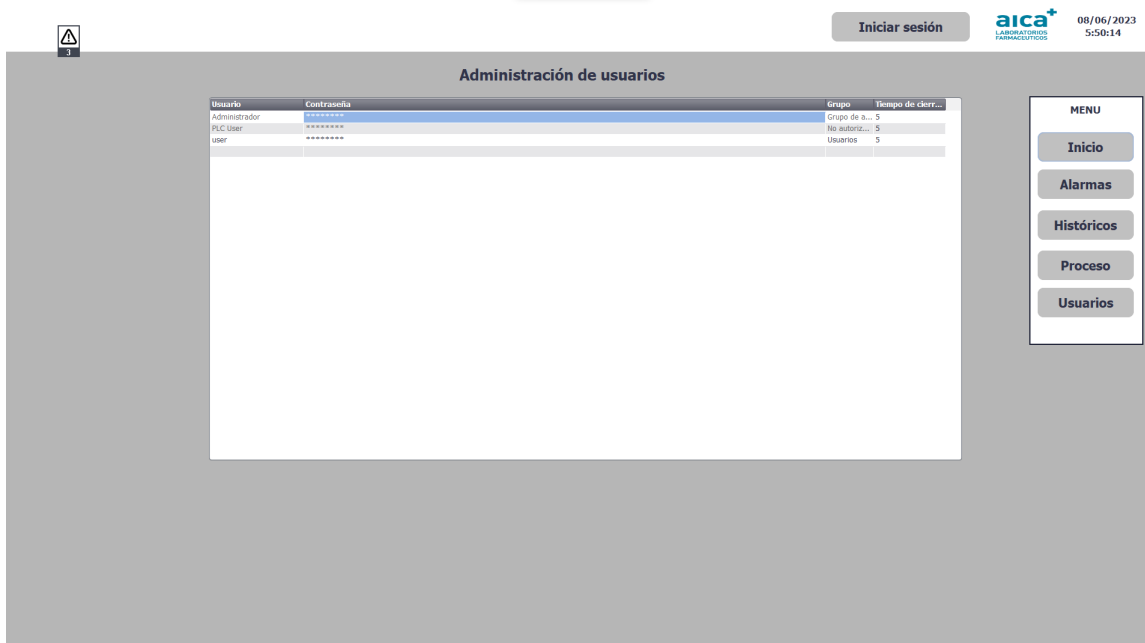 3
Iniciar sesión
aica+
LABORATORIOS
FARMACEUTICOS
08/06/2023
5:50:14
Administración de usuarios
Usuario Contraseña Grupo Tiempo de cierr...
Administrador ******** Grupo de a... 5
PLC User ******** No autoriz... 5
user ******** Usuarios 5
MENU
Inicio
Alarmas
Históricos
Proceso
Usuarios